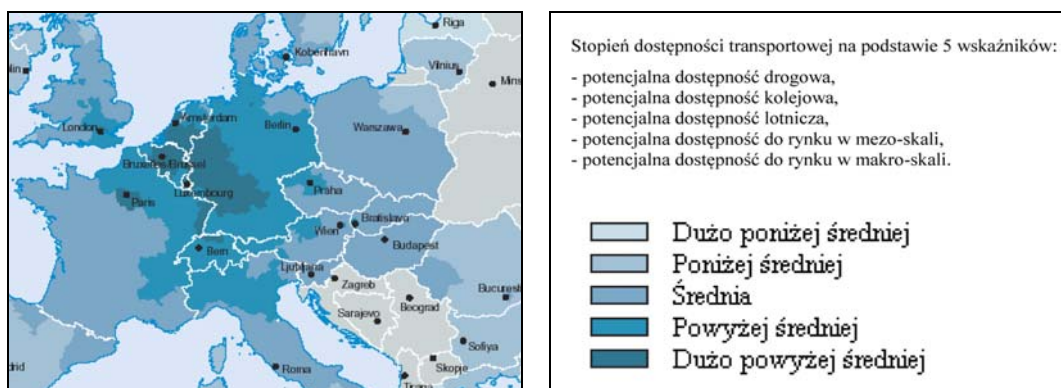 Riga
København
Vilnius
Mins
lin
London
Amsterdam
Berlin
Warszawa
Bruxelles/Brussel
Luxembourg
Praha
Paris
Wien
Bratislava
Bern
Budapest
Ljubljana
Zagreb
Bucuresti
Beograd
Sarajevo
Sofiya
drid
Roma
Skopje
Tirana
Stopień dostępności transportowej na podstawie 5 wskaźników:
- potencjalna dostępność drogowa,
- potencjalna dostępność kolejowa,
- potencjalna dostępność lotnicza,
- potencjalna dostępność do rynku w mezo-skali,
- potencjalna dostępność do rynku w makro-skali.
Dużo poniżej średniej
Poniżej średniej
Średnia
Powyżej średniej
Dużo powyżej średniej